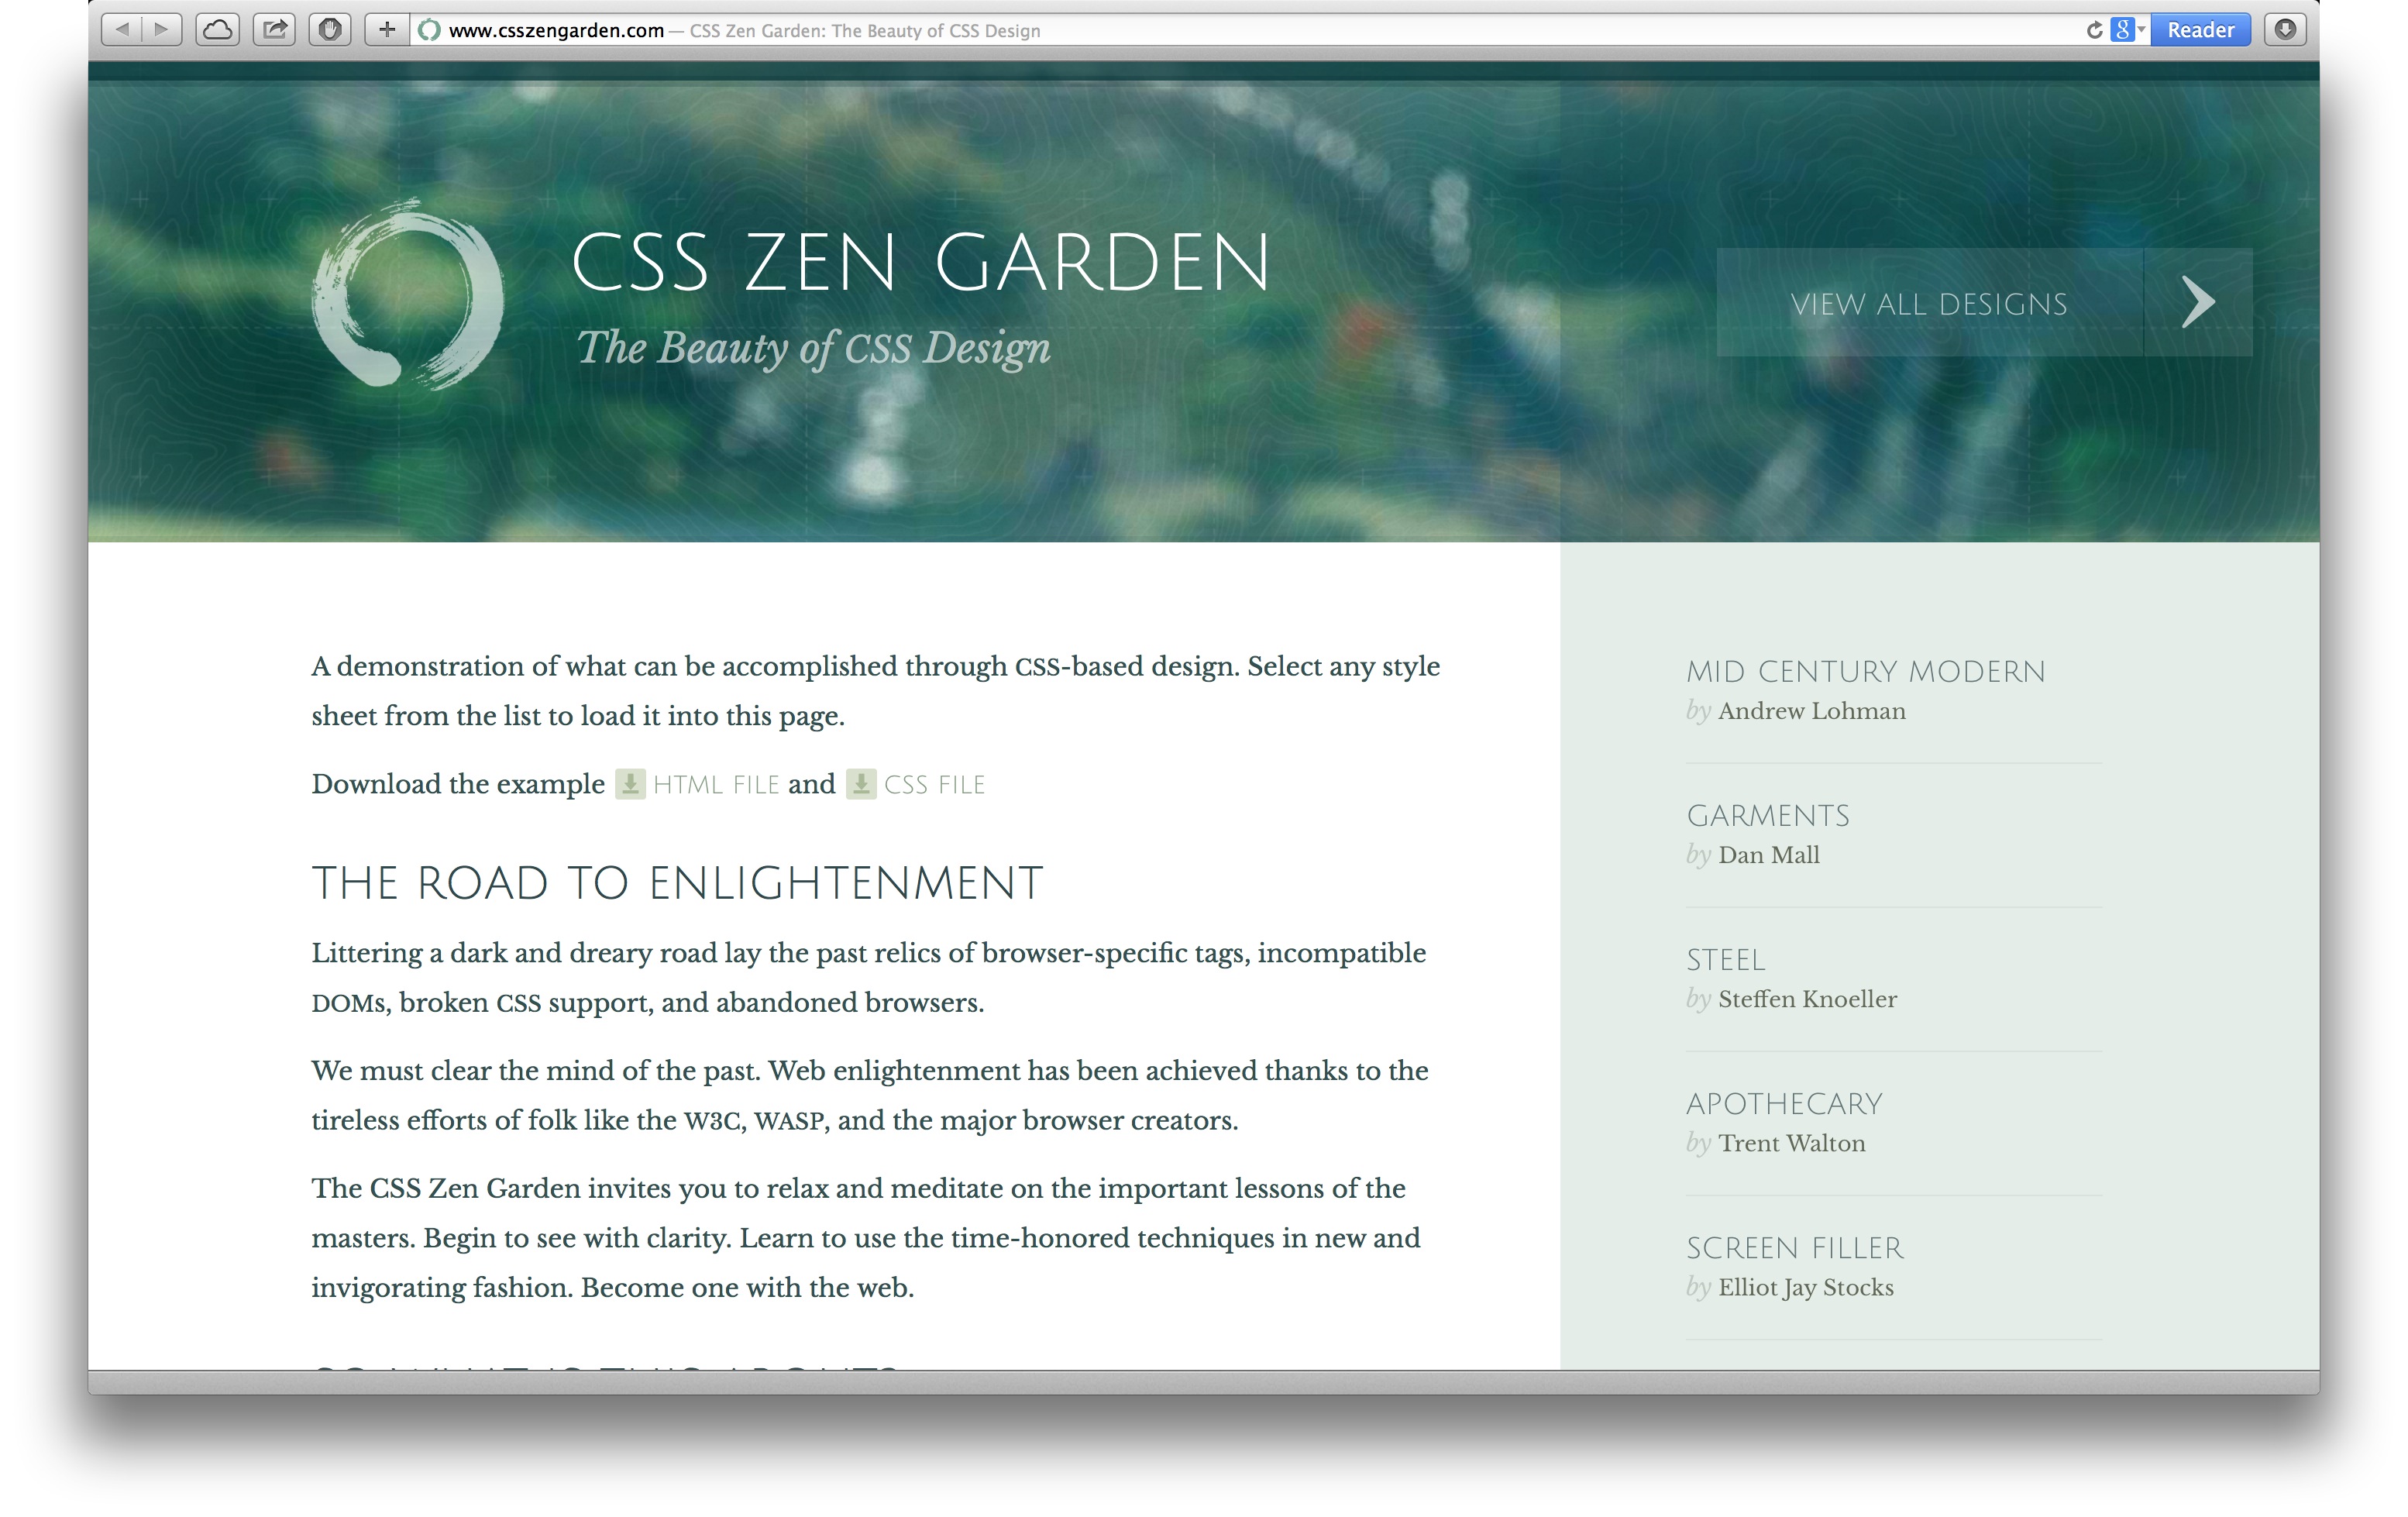 www.csszengarden.com — CSS Zen Garden: The Beauty of CSS Design
Reader
CSS ZEN GARDEN
The Beauty of CSS Design
VIEW ALL DESIGNS
A demonstration of what can be accomplished through CSS-based design. Select any style
sheet from the list to load it into this page.
Download the example HTML FILE and CSS FILE
THE ROAD TO ENLIGHTENMENT
Littering a dark and dreary road lay the past relics of browser-specific tags, incompatible
DOMs, broken CSS support, and abandoned browsers.
We must clear the mind of the past. Web enlightenment has been achieved thanks to the
tireless efforts of folk like the W3C, WASP, and the major browser creators.
The CSS Zen Garden invites you to relax and meditate on the important lessons of the
masters. Begin to see with clarity. Learn to use the time-honored techniques in new and
invigorating fashion. Become one with the web.
MID CENTURY MODERN
by Andrew Lohman
GARMENTS
by Dan Mall
STEEL
by Steffen Knoeller
APOTHECARY
by Trent Walton
SCREEN FILLER
by Elliot Jay Stocks